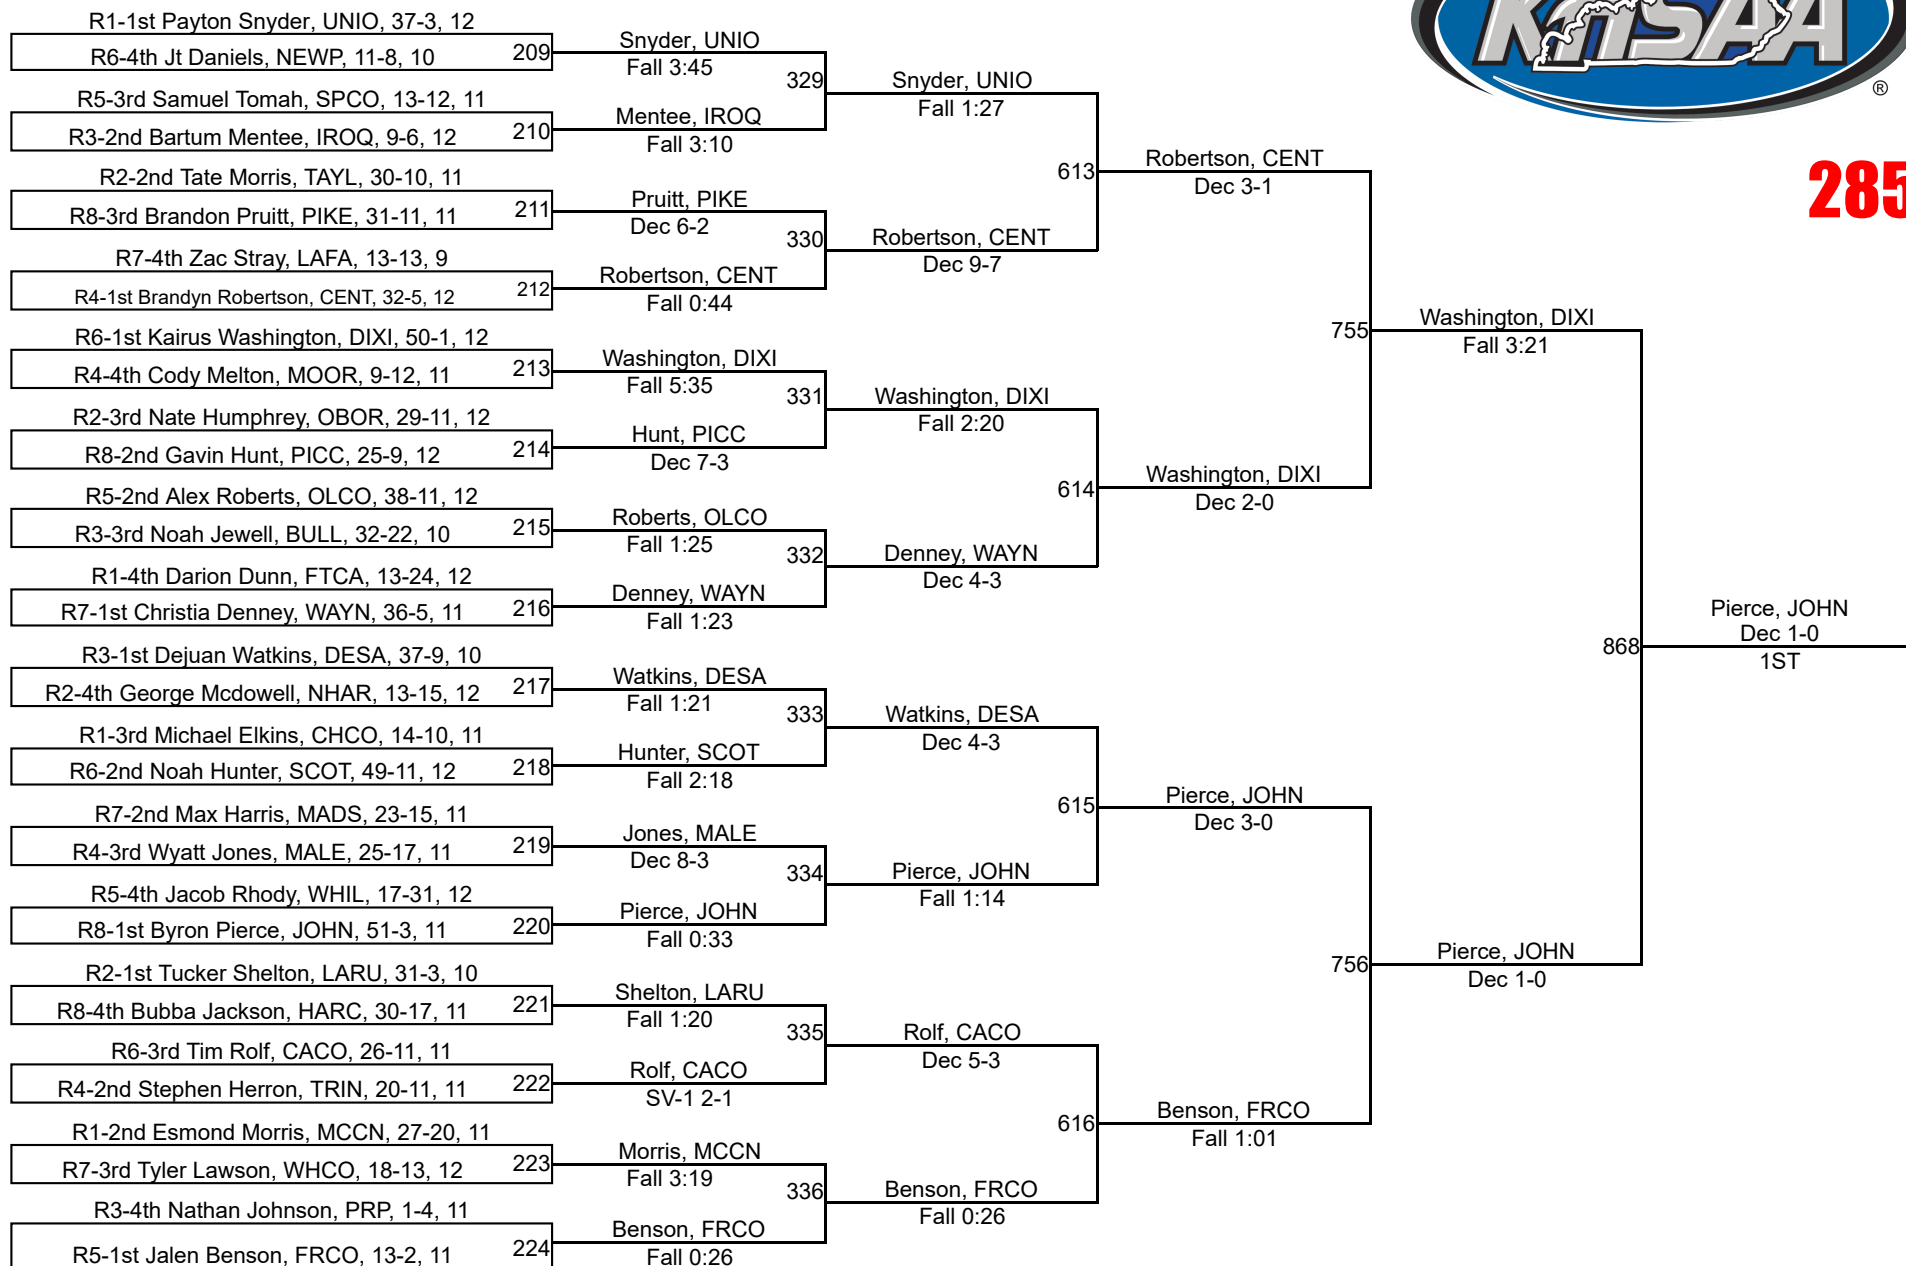 R1-1st Payton Snyder, UNIO, 37-3, 12
R6-4th Jt Daniels, NEWP, 11-8, 10
209
R5-3rd Samuel Tomah, SPCO, 13-12, 11
R3-2nd Bartum Mentee, IROQ, 9-6, 12
210
R2-2nd Tate Morris, TAYL, 30-10, 11
R8-3rd Brandon Pruitt, PIKE, 31-11, 11
211
R7-4th Zac Stray, LAFA, 13-13, 9
R4-1st Brandyn Robertson, CENT, 32-5, 12
212
R6-1st Kairus Washington, DIXI, 50-1, 12
R4-4th Cody Melton, MOOR, 9-12, 11
213
R2-3rd Nate Humphrey, OBOR, 29-11, 12
R8-2nd Gavin Hunt, PICC, 25-9, 12
214
R5-2nd Alex Roberts, OLCO, 38-11, 12
R3-3rd Noah Jewell, BULL, 32-22, 10
215
R1-4th Darion Dunn, FTCA, 13-24, 12
R7-1st Christia Denney, WAYN, 36-5, 11
216
R3-1st Dejuan Watkins, DESA, 37-9, 10
R2-4th George Mcdowell, NHAR, 13-15, 12
217
R1-3rd Michael Elkins, CHCO, 14-10, 11
R6-2nd Noah Hunter, SCOT, 49-11, 12
218
R7-2nd Max Harris, MADS, 23-15, 11
R4-3rd Wyatt Jones, MALE, 25-17, 11
219
R5-4th Jacob Rhody, WHIL, 17-31, 12
R8-1st Byron Pierce, JOHN, 51-3, 11
220
R2-1st Tucker Shelton, LARU, 31-3, 10
R8-4th Bubba Jackson, HARC, 30-17, 11
221
R6-3rd Tim Rolf, CACO, 26-11, 11
R4-2nd Stephen Herron, TRIN, 20-11, 11
222
R1-2nd Esmond Morris, MCCN, 27-20, 11
R7-3rd Tyler Lawson, WHCO, 18-13, 12
223
R3-4th Nathan Johnson, PRP, 1-4, 11
R5-1st Jalen Benson, FRCO, 13-2, 11
224
Snyder, UNIO
Fall 3:45
329
Mentee, IROQ
Fall 3:10
Pruitt, PIKE
Dec 6-2
330
Robertson, CENT
Fall 0:44
Washington, DIXI
Fall 5:35
331
Hunt, PICC
Dec 7-3
Roberts, OLCO
Fall 1:25
332
Denney, WAYN
Fall 1:23
Watkins, DESA
Fall 1:21
333
Hunter, SCOT
Fall 2:18
Jones, MALE
Dec 8-3
334
Pierce, JOHN
Fall 0:33
Shelton, LARU
Fall 1:20
335
Rolf, CACO
SV-1 2-1
Morris, MCCN
Fall 3:19
336
Benson, FRCO
Fall 0:26
Snyder, UNIO
Fall 1:27
613
Robertson, CENT
Dec 9-7
Washington, DIXI
Fall 2:20
614
Denney, WAYN
Dec 4-3
Watkins, DESA
Dec 4-3
615
Pierce, JOHN
Fall 1:14
Rolf, CACO
Dec 5-3
616
Benson, FRCO
Fall 0:26
Robertson, CENT
Dec 3-1
755
Washington, DIXI
Dec 2-0
Pierce, JOHN
Dec 3-0
756
Benson, FRCO
Fall 1:01
Washington, DIXI
Fall 3:21
868
Pierce, JOHN
Dec 1-0
Pierce, JOHN
Dec 1-0
1ST
KHSAA
®
285